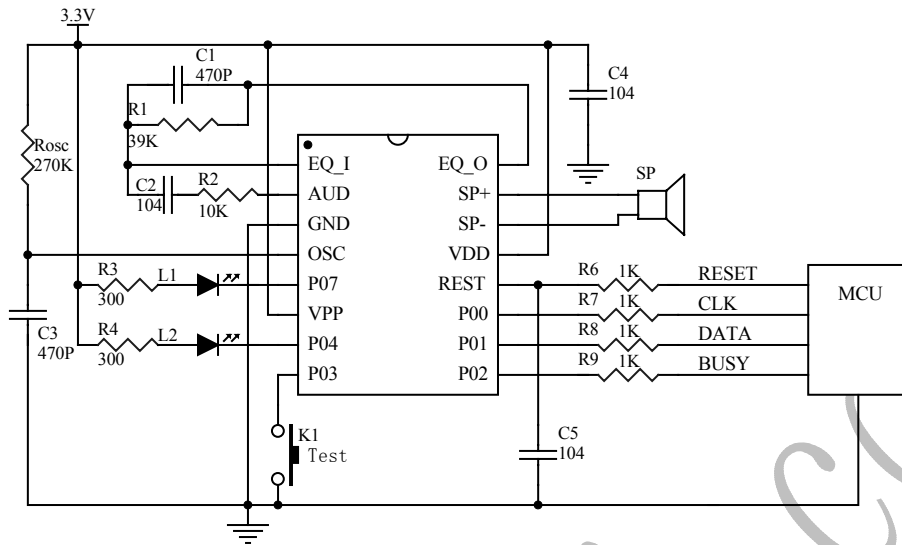 3.3V
C1
470P
R1
39K
C4
104
Rosc
270K
C2
104
R2
10K
EQ_I
AUD
GND
OSC
P07
VPP
P04
P03
EQ_O
SP+
SP-
VDD
REST
P00
P01
P02
SP
R3
300
L1
R4
300
L2
C3
470P
R6 1K RESET
R7 1K CLK
R8 1K DATA
R9 1K BUSY
MCU
K1
Test
C5
104